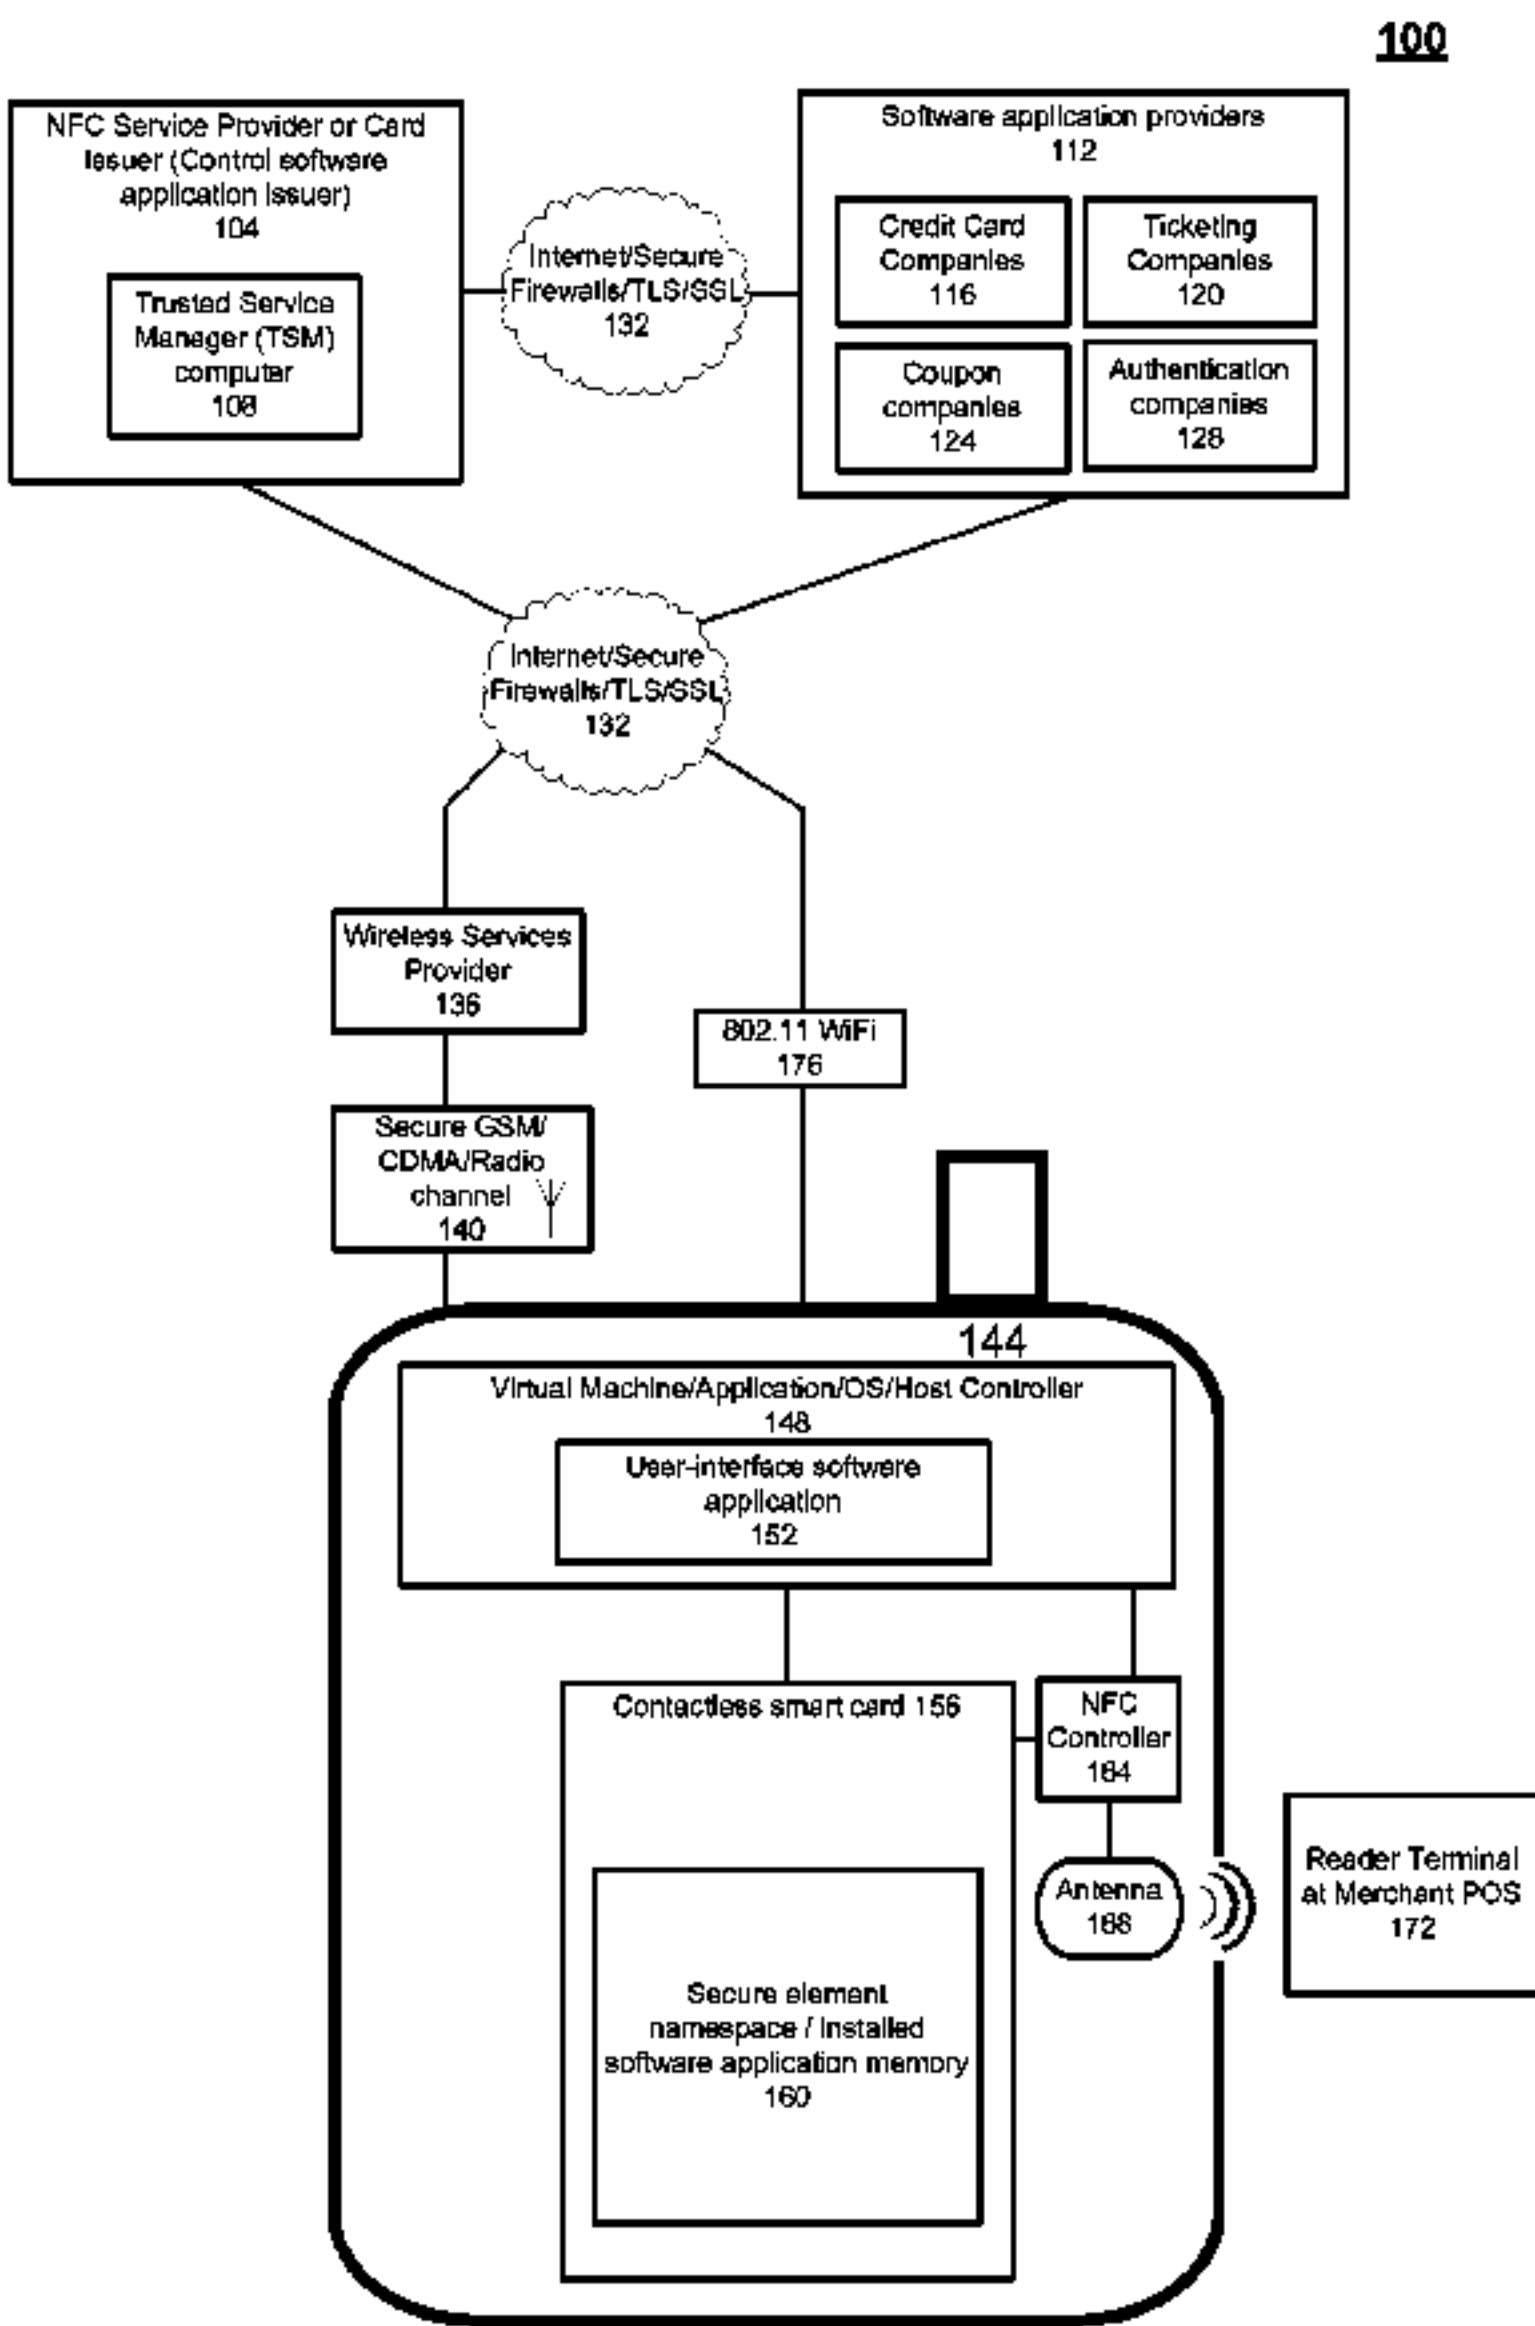 100
NFC Service Provider or Card
Issuer (Control software
application issuer)
104
Trusted Service
Manager (TSM)
computer
108
Internet/Secure
Firewalls/TLS/SSL
132
Software application providers
112
Credit Card
Companies
116
Ticketing
Companies
120
Coupon
companies
124
Authentication
companies
128
Internet/Secure
Firewalls/TLS/SSL
132
Wireless Services
Provider
136
802.11 WiFi
176
Secure GSM/
CDMA/Radio
channel
140
144
Virtual Machine/Application/OS/Host Controller
148
User-interface software
application
152
Contactless smart card 156
NFC
Controller
164
Antenna
168
Reader Terminal
at Merchant POS
172
Secure element
namespace / installed
software application memory
160